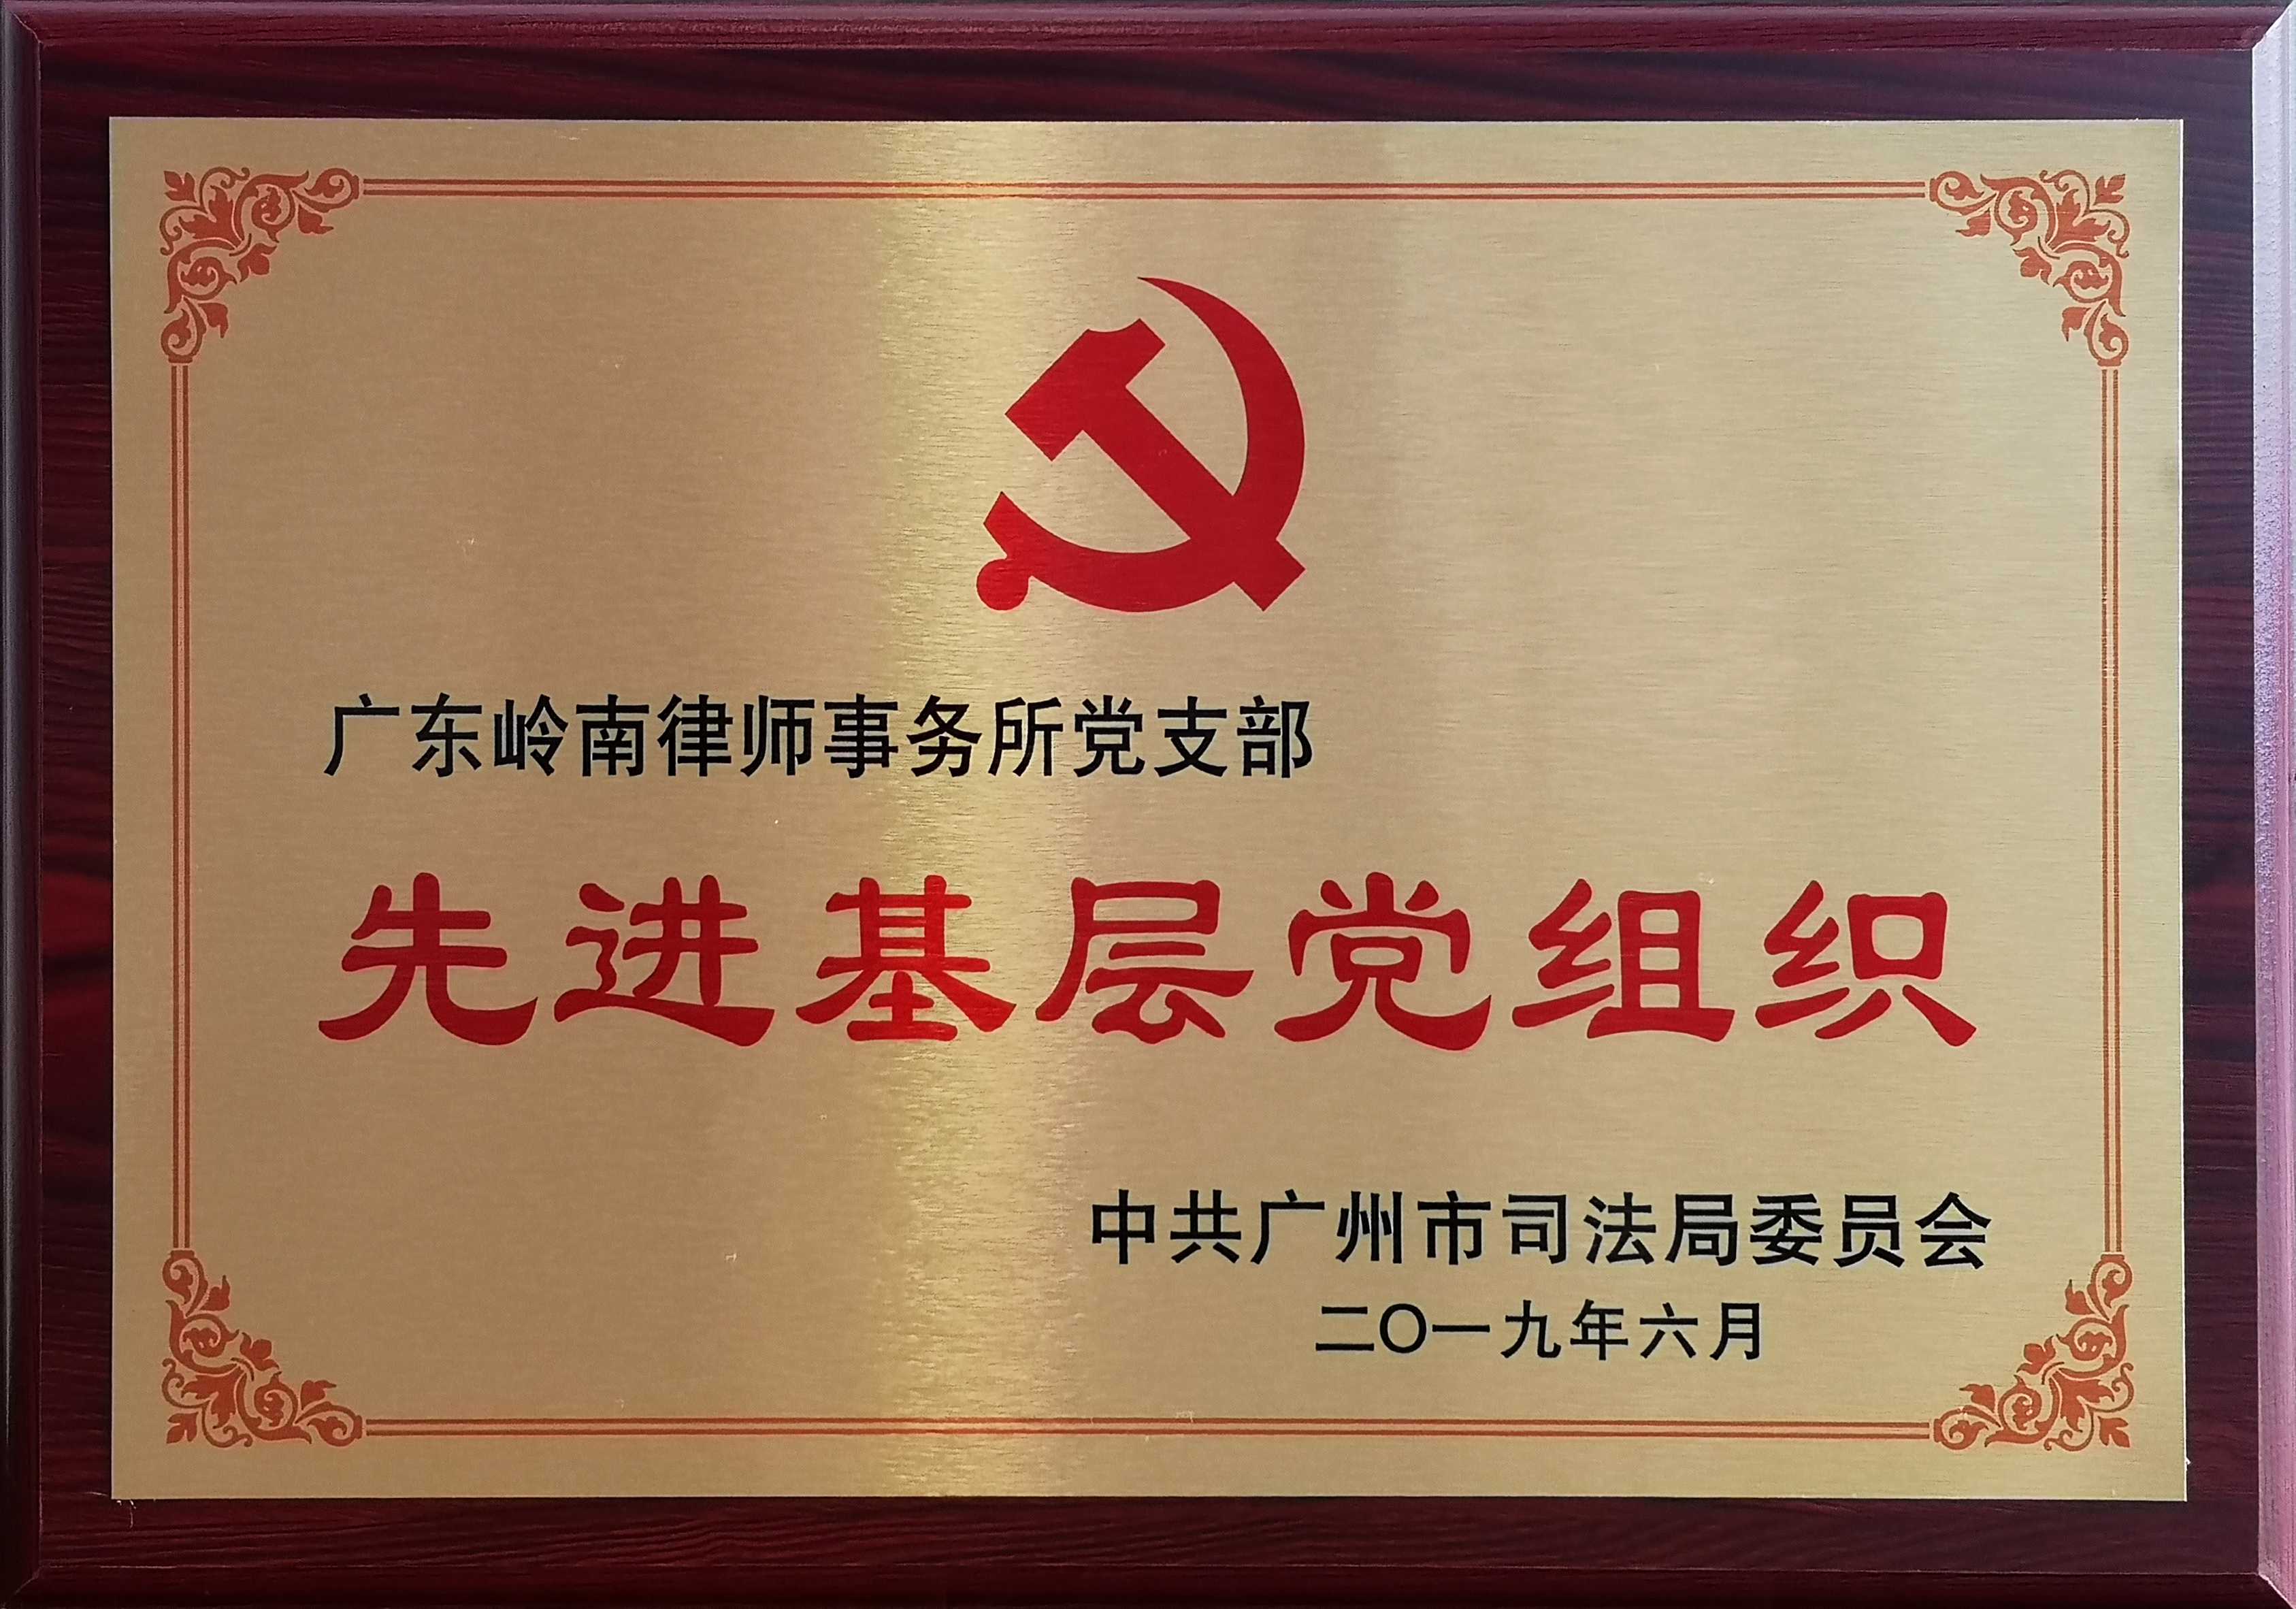 广东岭南律师事务所党支部
先进基层党组织
中共广州市司法局委员会
二〇一九年六月